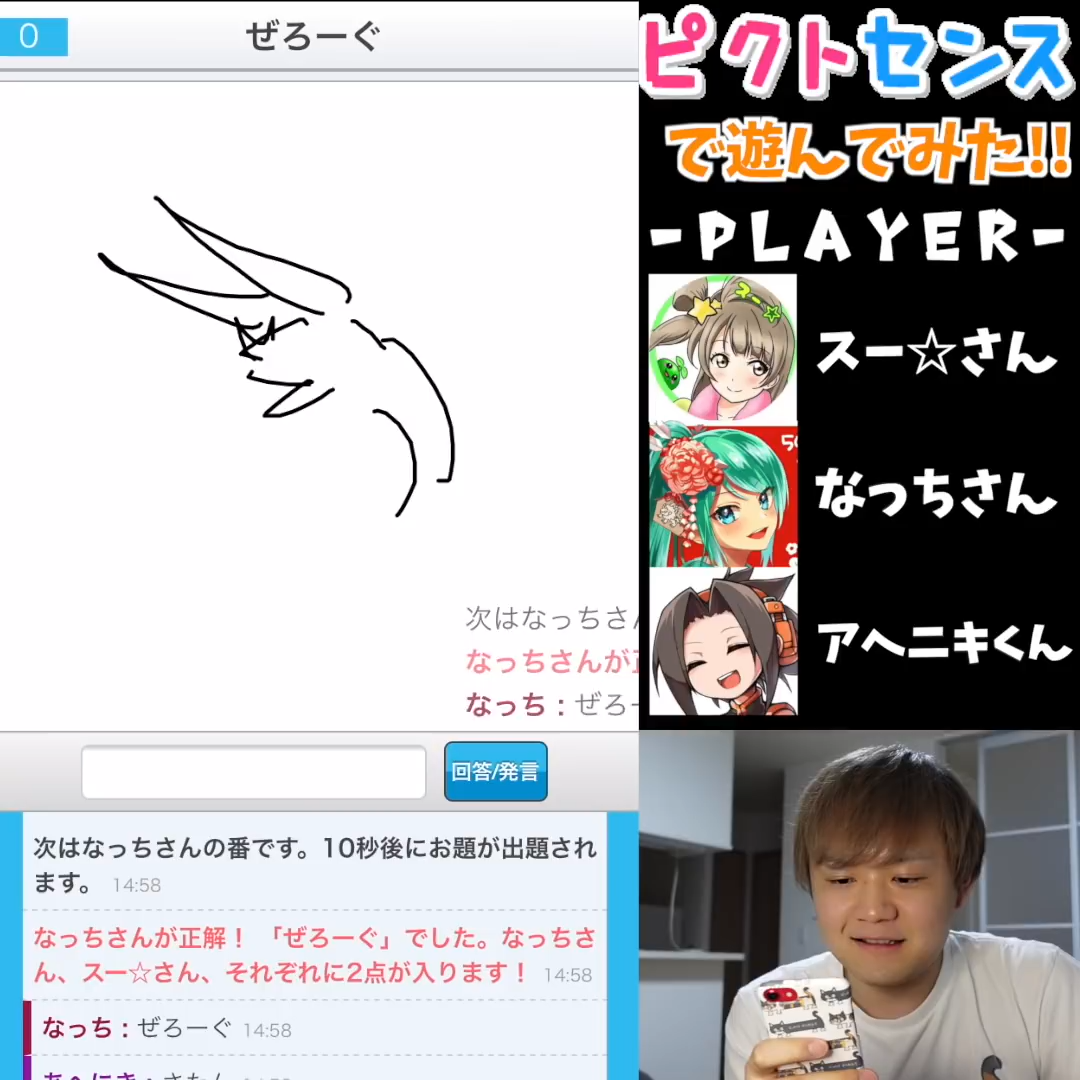 0
ぜろーぐ
ピクトセンス
で遊んでみた!!
-PLAYER-
スー☆さん
なっちさん
アヘニキくん
次はなっちさん
なっちさんが正
なっち：ぜろー
回答/発言
次はなっちさんの番です。10秒後にお題が出題され
ます。 14:58
なっちさんが正解！「ぜろーぐ」でした。なっちさ
ん、スー☆さん、それぞれに2点が入ります！ 14:58
なっち：ぜろーぐ 14:58